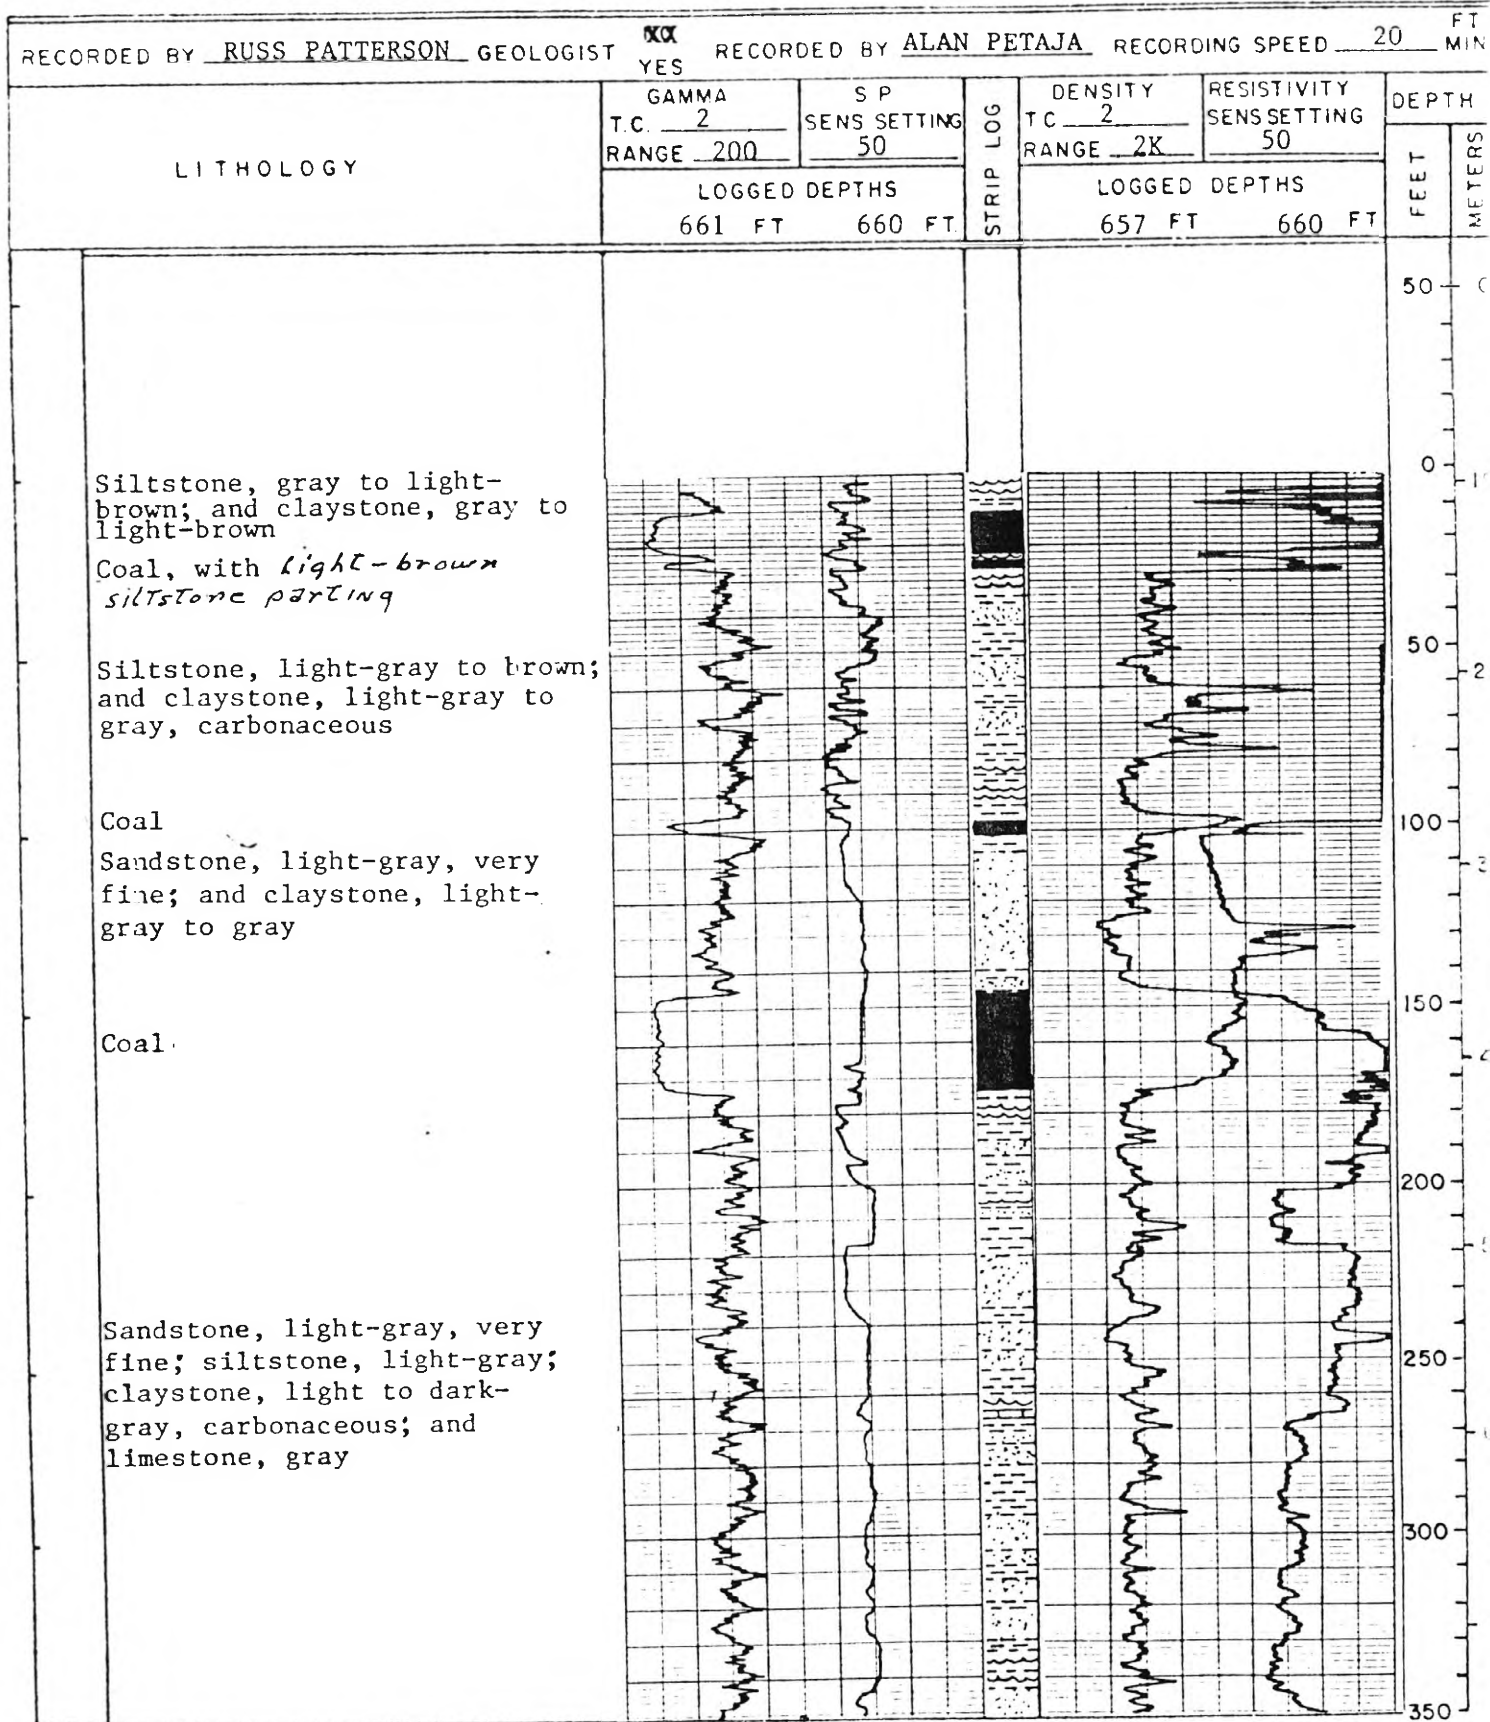 RECORDED BY RUSS PATTERSON GEOLOGIST YES RECORDED BY ALAN PETAJA RECORDING SPEED 20 FT MIN
LITHOLOGY
GAMMA
T.C. 2
RANGE 200
S P
SENS SETTING
50
LOGGED DEPTHS
661 FT 660 FT.
STRIP LOG
DENSITY
T C 2
RANGE 2K
RESISTIVITY
SENS SETTING
50
LOGGED DEPTHS
657 FT 660 FT
DEPTH
FEET
METERS
50
0
50
100
150
200
250
300
350
Siltstone, gray to light-
brown; and claystone, gray to
light-brown
Coal, with light-brown
siltstone parting
Siltstone, light-gray to brown;
and claystone, light-gray to
gray, carbonaceous
Coal
Sandstone, light-gray, very
fine; and claystone, light-
gray to gray
Coal
Sandstone, light-gray, very
fine; siltstone, light-gray;
claystone, light to dark-
gray, carbonaceous; and
limestone, gray